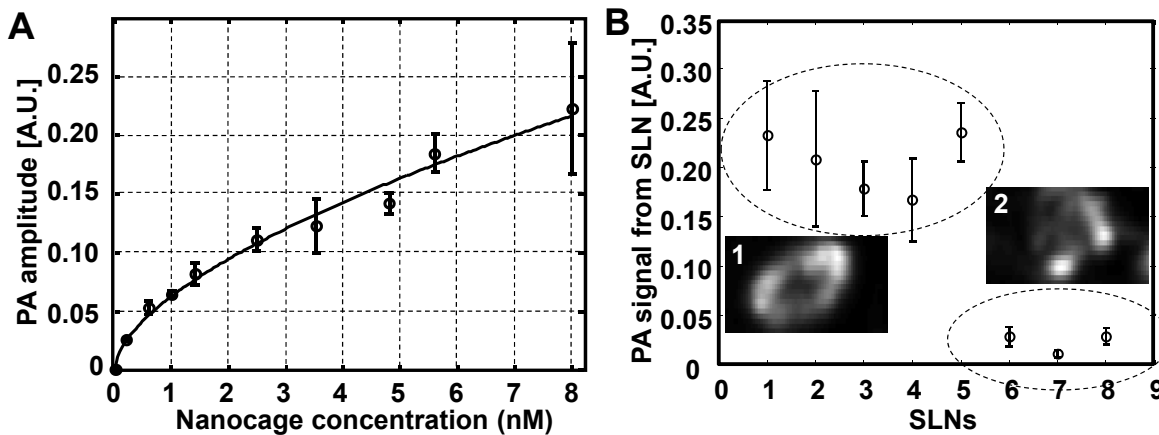 A
PA amplitude [A.U.]
0.25
0.20
0.15
0.10
0.05
0
0 1 2 3 4 5 6 7 8
Nanocage concentration (nM)
B
PA signal from SLN [A.U.]
0.35
0.30
0.25
0.20
0.15
0.10
0.05
0.00
1
2
0 1 2 3 4 5 6 7 8 9
SLNs